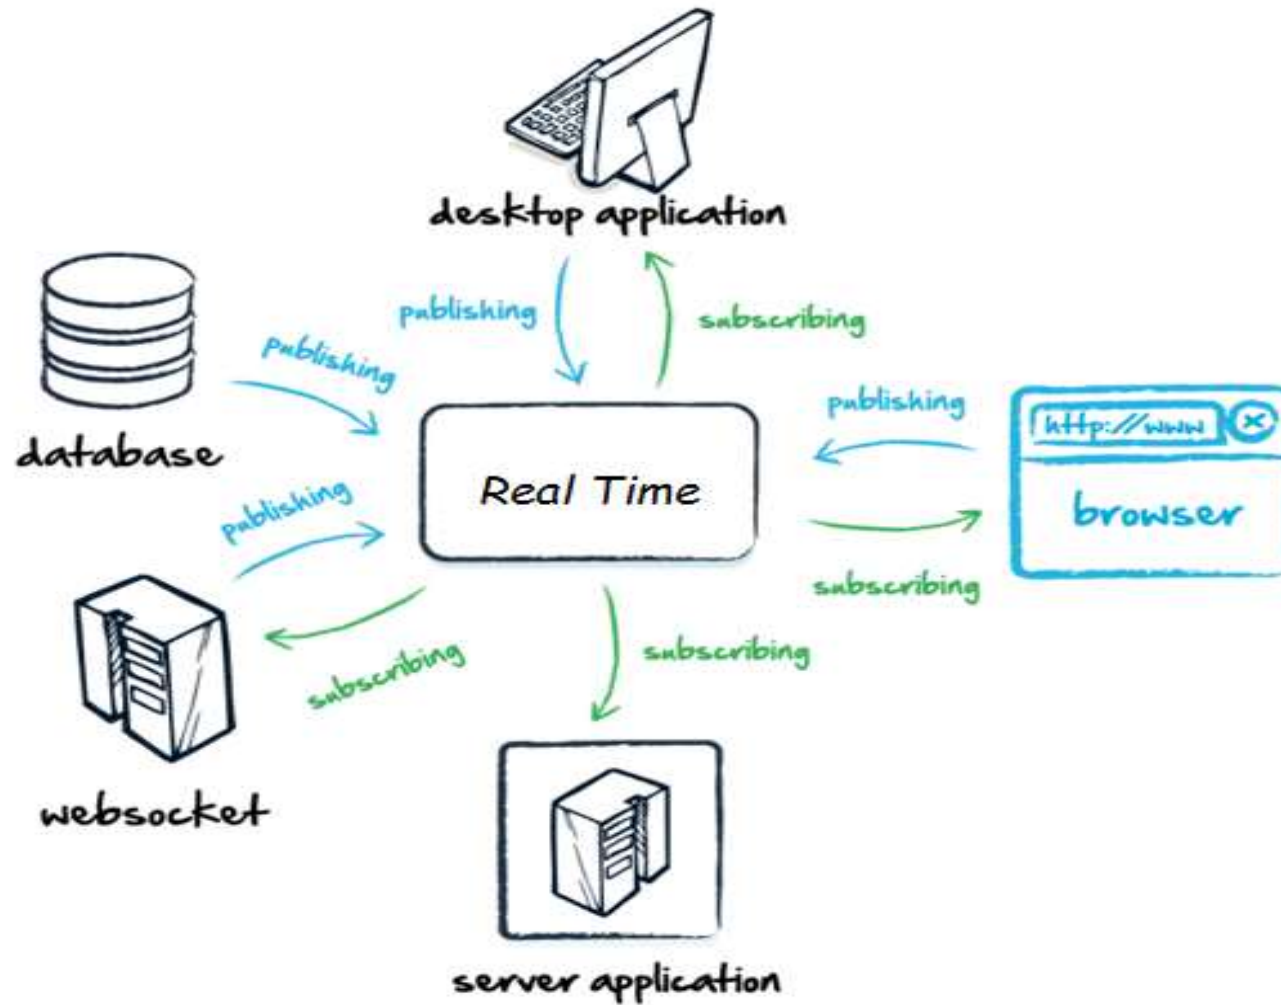 desktop application
publishing
subscribing
publishing
database
publishing
http://www
browser
Real Time
publishing
subscribing
subscribing
subscribing
websocket
server application